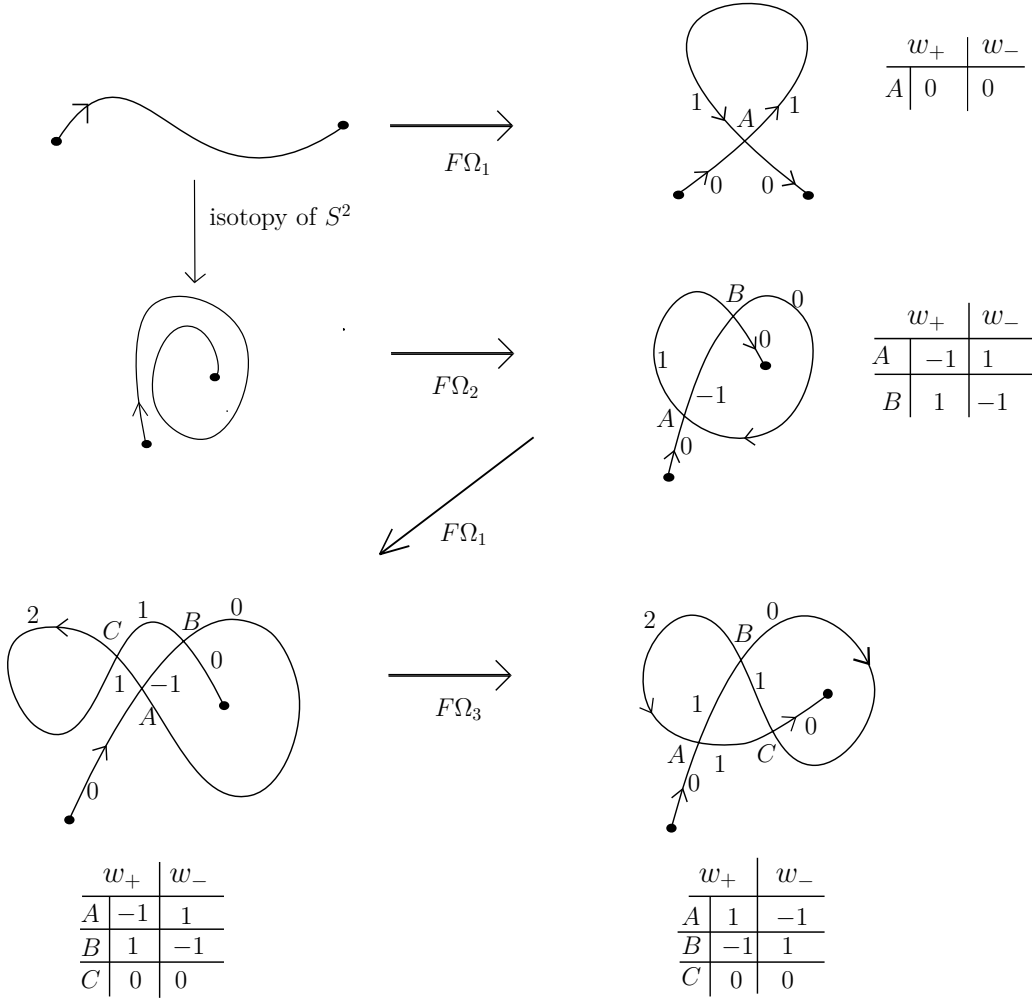 w₊ w₋
A 0 0
1 A 1
0 0
FΩ₁
isotopy of S²
B 0
0
1
−1
A
0
FΩ₂
w₊ w₋
A −1 1
B 1 −1
FΩ₁
2 C 1 B 0
0
1 −1
A
0
FΩ₃
2 B 0
1
1
0
A 1 C
0
w₊ w₋
A −1 1
B 1 −1
C 0 0
w₊ w₋
A 1 −1
B −1 1
C 0 0